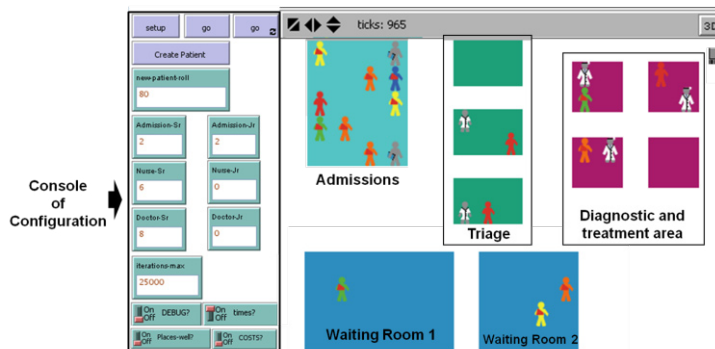 setup go go
ticks: 965
3D
Create Patient
new-patient-roll
80
Admission-Sr Admission-Jr
2 2
Nurse-Sr Nurse-Jr
6 0
Doctor-Sr Doctor-Jr
8 0
iterations-max
25000
On Off DEBUG? On Off times?
On Off Places-well? On Off COSTS?
Console
of
Configuration
Admissions
Triage
Diagnostic and
treatment area
Waiting Room 1
Waiting Room 2